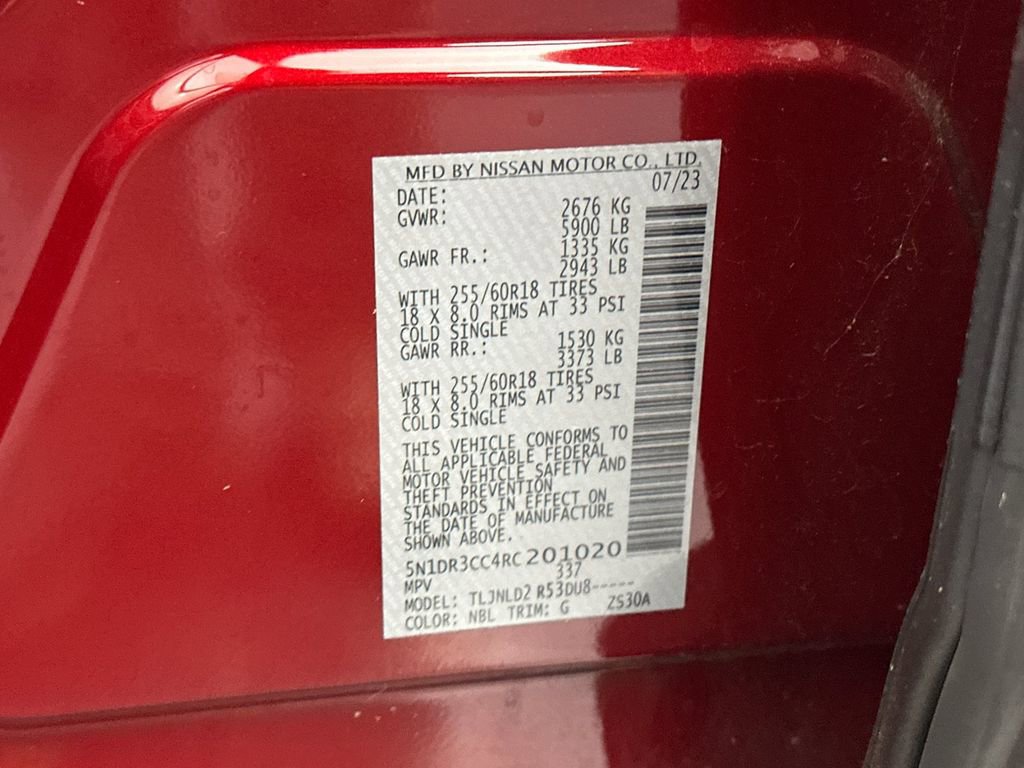 MFD BY NISSAN MOTOR CO., LTD.
DATE: 07/23
GVWR: 2676 KG
5900 LB
GAWR FR.: 1335 KG
2943 LB
WITH 255/60R18 TIRES
18 X 8.0 RIMS AT 33 PSI
COLD SINGLE
GAWR RR.: 1530 KG
3373 LB
WITH 255/60R18 TIRES
18 X 8.0 RIMS AT 33 PSI
COLD SINGLE
THIS VEHICLE CONFORMS TO
ALL APPLICABLE FEDERAL
MOTOR VEHICLE SAFETY AND
THEFT PREVENTION
STANDARDS IN EFFECT ON
THE DATE OF MANUFACTURE
SHOWN ABOVE.
5N1DR3CC4RC201020
MPV 337
MODEL: TLJNLD2 R53DU8-----
COLOR: NBL TRIM: G ZS30A